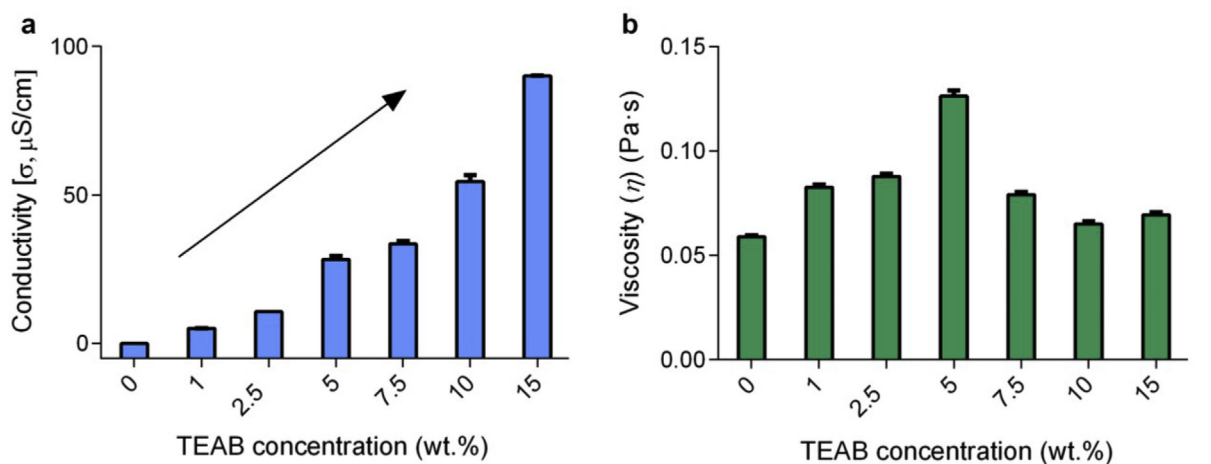 a
Conductivity [σ, μS/cm]
100
50
0
0 1 2.5 5 7.5 10 15
TEAB concentration (wt.%)
b
Viscosity (η) (Pa·s)
0.15
0.10
0.05
0.00
0 1 2.5 5 7.5 10 15
TEAB concentration (wt.%)